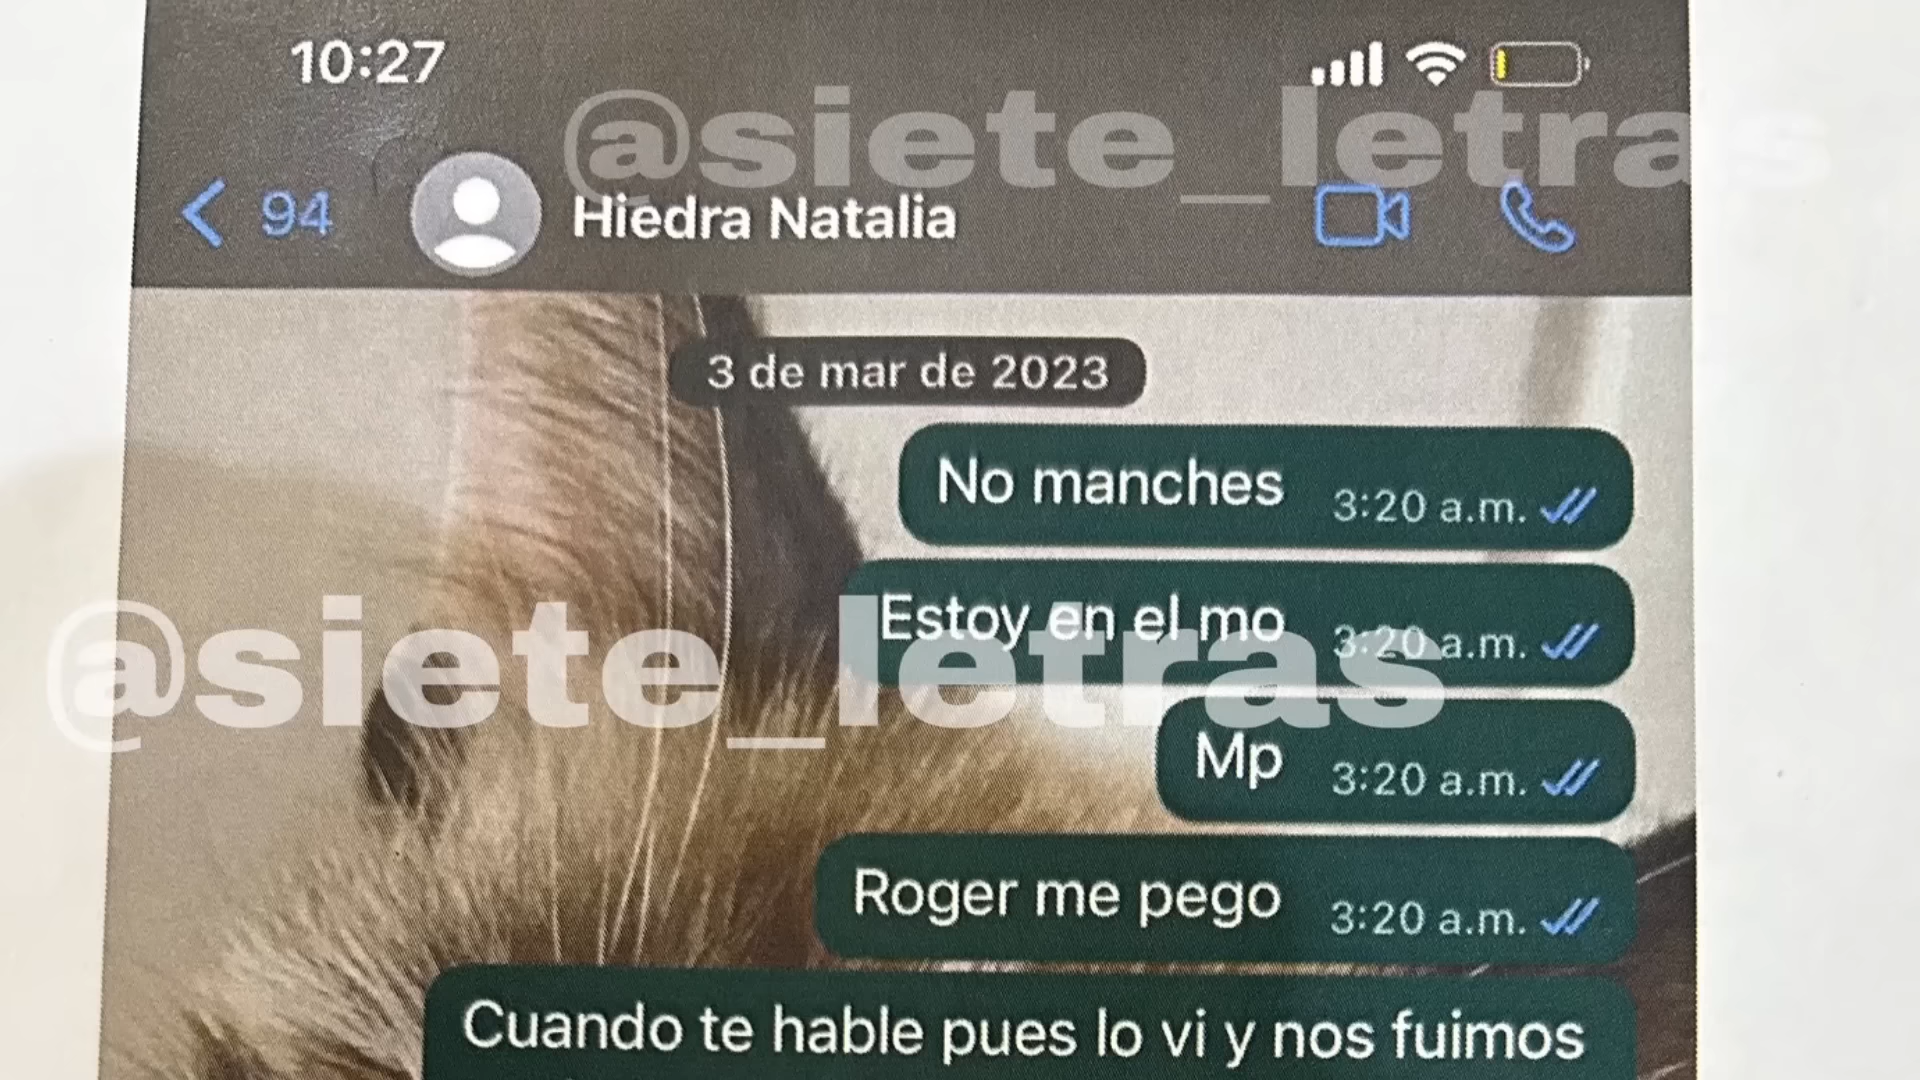 10:27
@siete_letras
94
Hiedra Natalia
3 de mar de 2023
No manches 3:20 a.m.
Estoy en el mo 3:20 a.m.
@siete_letras
Mp 3:20 a.m.
Roger me pego 3:20 a.m.
Cuando te hable pues lo vi y nos fuimos